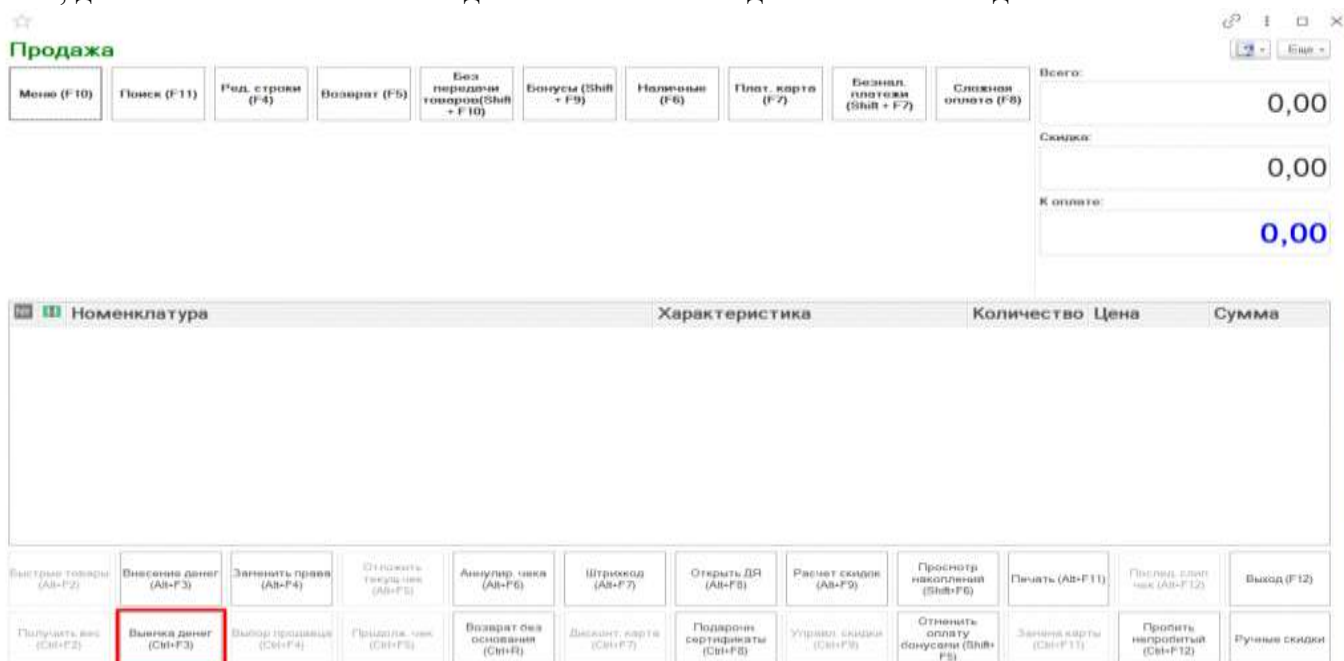 Продажа
Еще
Меню (F10)
Поиск (F11)
Ред. строки
(F4)
Возврат (F5)
Без
передачи
товаров(Shift
+ F10)
Бонусы (Shift
+ F9)
Наличные
(F6)
Плат. карта
(F7)
Безнал.
платежи
(Shift + F7)
Сложная
оплата (F8)
Всего:
0,00
Скидка:
0,00
К оплате:
0,00
Номенклатура
Характеристика
Количество
Цена
Сумма
Быстрые товары
(Alt+F2)
Внесение денег
(Alt+F3)
Заменить права
(Alt+F4)
Отложить
текущ чек
(Alt+F5)
Аннулир. чека
(Alt+F6)
Штрихкод
(Alt+F7)
Открыть ДЯ
(Alt+F8)
Расчет скидок
(Alt+F9)
Просмотр
накоплений
(Shift+F6)
Печать (Alt+F11)
Послед. слип
чек (Alt+F12)
Выход (F12)
Получить вес
(Ctrl+F2)
Выемка денег
(Ctrl+F3)
Выбор продавца
(Ctrl+F4)
Продолж. чек
(Ctrl+F5)
Возврат без
основания
(Ctrl+R)
Дисконт. карта
(Ctrl+F7)
Подарочн
сертификаты
(Ctrl+F8)
Управл. скидки
(Ctrl+F9)
Отменить
оплату
бонусами (Shift+
F5)
Замена карты
(Ctrl+F11)
Пробить
непробитый
(Ctrl+F12)
Ручные скидки